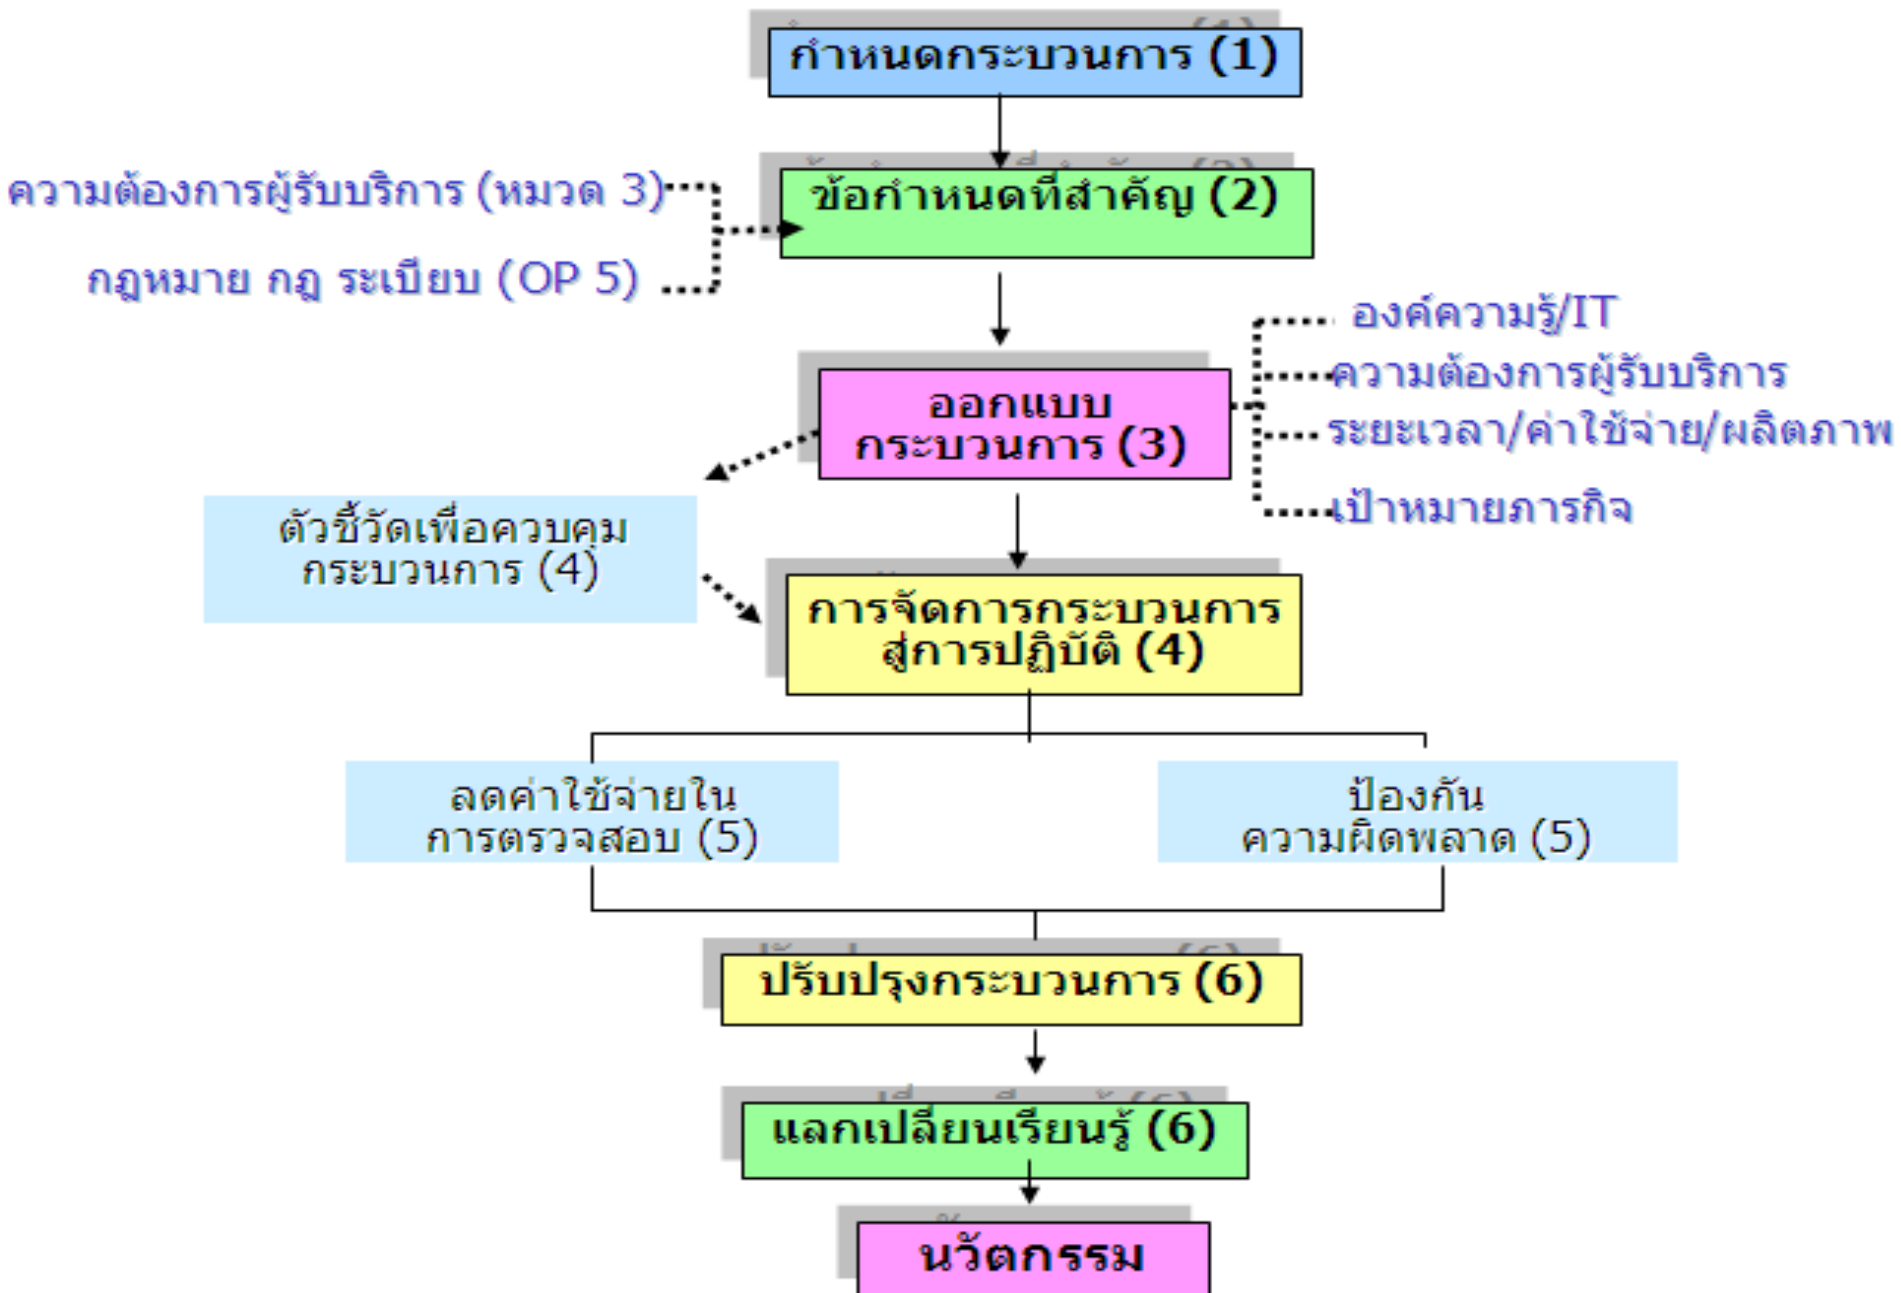 กำหนดกระบวนการ (1)
ข้อกำหนดที่สำคัญ (2)
ความต้องการผู้รับบริการ (หมวด 3)
กฎหมาย กฎ ระเบียบ (OP 5)
ออกแบบ
กระบวนการ (3)
องค์ความรู้/IT
ความต้องการผู้รับบริการ
ระยะเวลา/ค่าใช้จ่าย/ผลิตภาพ
เป้าหมายภารกิจ
ตัวชี้วัดเพื่อควบคุม
กระบวนการ (4)
การจัดการกระบวนการ
สู่การปฏิบัติ (4)
ลดค่าใช้จ่ายใน
การตรวจสอบ (5)
ป้องกัน
ความผิดพลาด (5)
ปรับปรุงกระบวนการ (6)
แลกเปลี่ยนเรียนรู้ (6)
นวัตกรรม